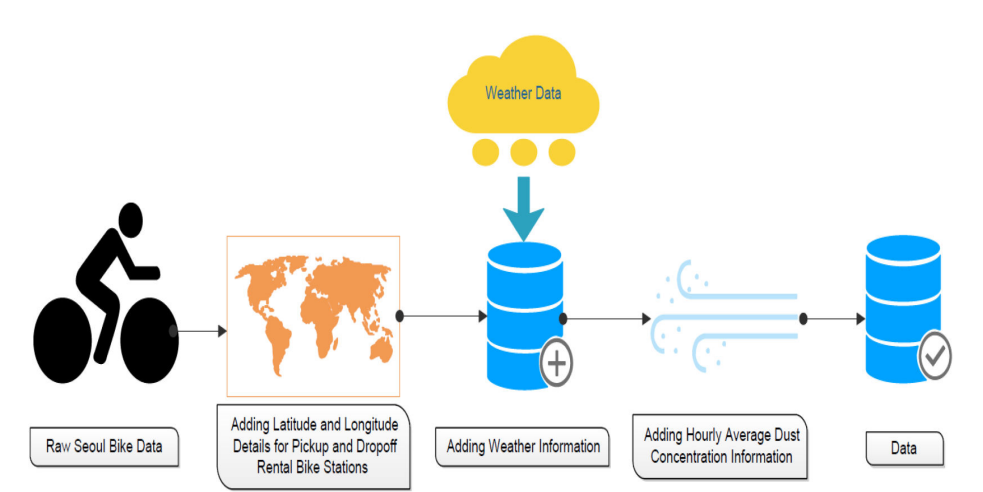 Weather Data
Raw Seoul Bike Data
Adding Latitude and Longitude
Details for Pickup and Dropoff
Rental Bike Stations
Adding Weather Information
Adding Hourly Average Dust
Concentration Information
Data